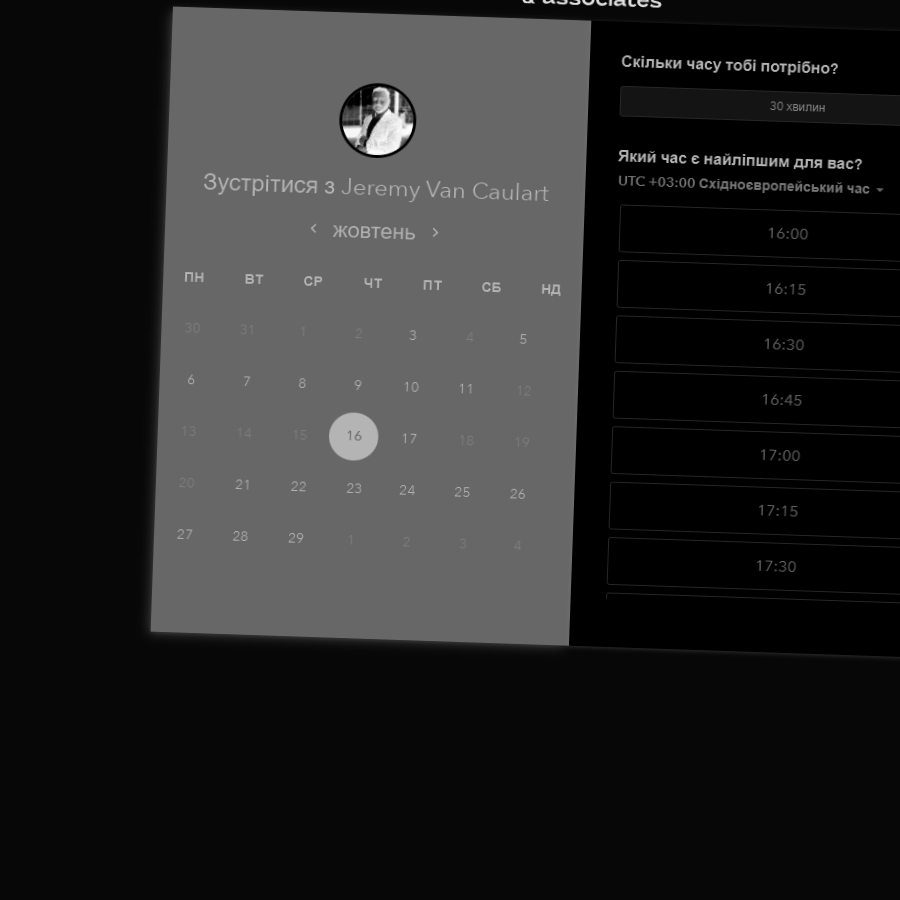 & associates
Зустрітися з Jeremy Van Caulart
жовтень
ПН ВТ СР ЧТ ПТ СБ НД
30 31 1 2 3 4 5
6 7 8 9 10 11 12
13 14 15 16 17 18 19
20 21 22 23 24 25 26
27 28 29 1 2 3 4
Скільки часу тобі потрібно?
30 хвилин
Який час є найліпшим для вас?
UTC +03:00 Східноєвропейський час
16:00
16:15
16:30
16:45
17:00
17:15
17:30